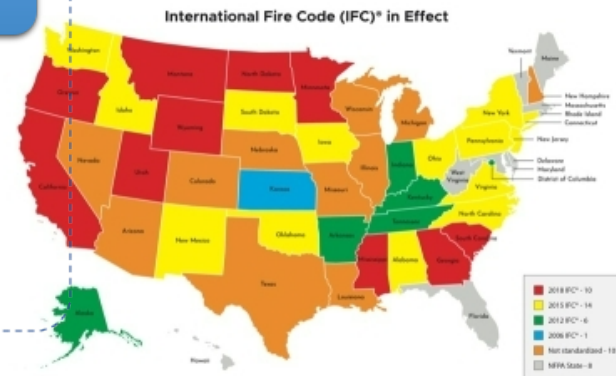 International Fire Code (IFC)® in Effect
Washington
Montana
North Dakota
Minnesota
Vermont
Maine
Oregon
Idaho
South Dakota
Wisconsin
Michigan
New York
New Hampshire
Massachusetts
Rhode Island
Connecticut
Wyoming
Iowa
Pennsylvania
New Jersey
Nevada
Nebraska
Illinois
Indiana
Ohio
Delaware
Maryland
District of Columbia
Utah
Colorado
Kansas
Missouri
West
Virginia
Virginia
California
Kentucky
North Carolina
Arizona
New Mexico
Oklahoma
Arkansas
Tennessee
South Carolina
Mississippi
Alabama
Georgia
Texas
Louisiana
Florida
Alaska
Hawaii
2018 IFC® - 10
2015 IFC® - 14
2012 IFC® - 6
2006 IFC® - 1
Not standardized - 10
NFPA State - 8